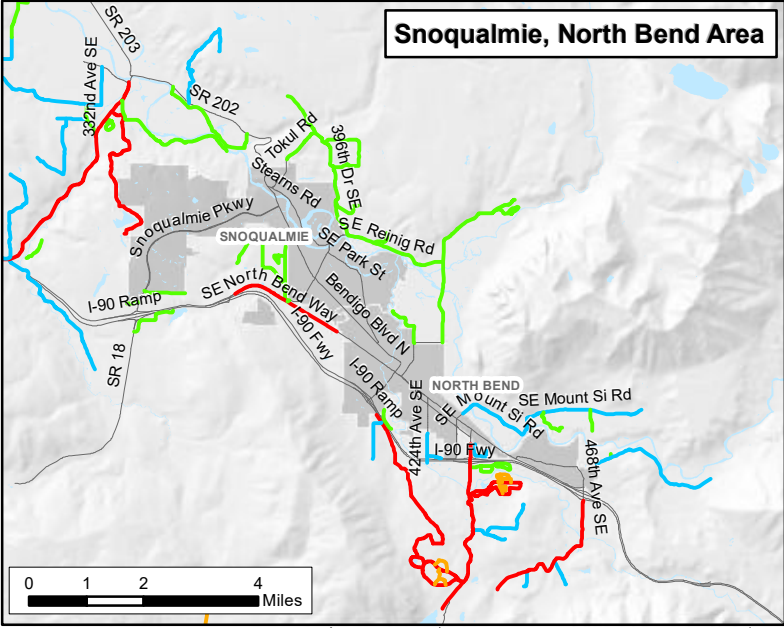 Snoqualmie, North Bend Area
SR 203
332nd Ave SE
SR 202
Tokul Rd
396th Dr SE
Stearns Rd
Snoqualmie Pkwy
SNOQUALMIE
SE Reinig Rd
SE Park St
I-90 Ramp
SE North Bend Way
Bendigo Blvd N
I-90 Fwy
SR 18
I-90 Ramp
NORTH BEND
424th Ave SE
SE Mount Si Rd
SE Mount Si Rd
I-90 Fwy
468th Ave SE
0 1 2 4
Miles